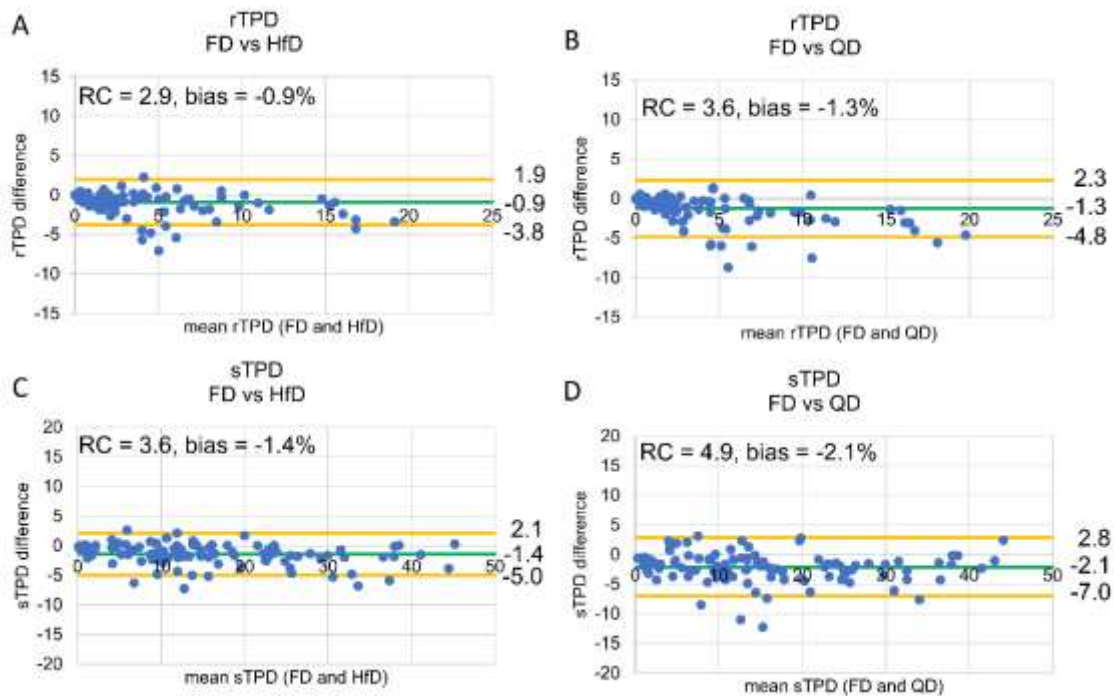 A
rTPD
FD vs HfD
RC = 2.9, bias = -0.9%
rTPD difference
15
10
5
0
-5
-10
-15
0
5
10
15
20
25
1.9
-0.9
-3.8
mean rTPD (FD and HfD)
B
rTPD
FD vs QD
RC = 3.6, bias = -1.3%
rTPD difference
15
10
5
0
-5
-10
-15
0
5
10
15
20
25
2.3
-1.3
-4.8
mean rTPD (FD and QD)
C
sTPD
FD vs HfD
RC = 3.6, bias = -1.4%
sTPD difference
20
15
10
5
0
-5
-10
-15
-20
0
10
20
30
40
50
2.1
-1.4
-5.0
mean sTPD (FD and HfD)
D
sTPD
FD vs QD
RC = 4.9, bias = -2.1%
sTPD difference
20
15
10
5
0
-5
-10
-15
-20
0
10
20
30
40
50
2.8
-2.1
-7.0
mean sTPD (FD and QD)